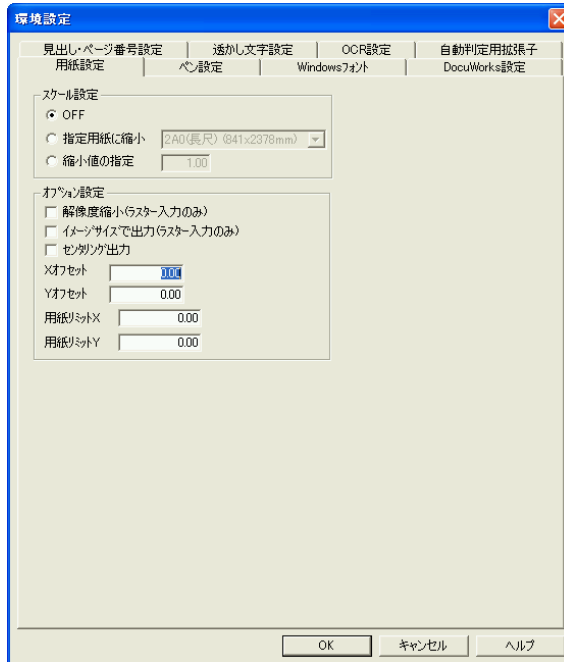 環境設定
見出し・ページ番号設定 透かし文字設定 OCR設定 自動判定用拡張子
用紙設定 ペン設定 Windowsフォント DocuWorks設定
スケール設定
OFF
指定用紙に縮小 2A0(長尺) (841x2378mm)
縮小値の指定 1.00
オプション設定
解像度縮小(ラスター入力のみ)
イメージサイズで出力(ラスター入力のみ)
センタリング出力
Xオフセット 0.00
Yオフセット 0.00
用紙リミットX 0.00
用紙リミットY 0.00
OK キャンセル ヘルプ